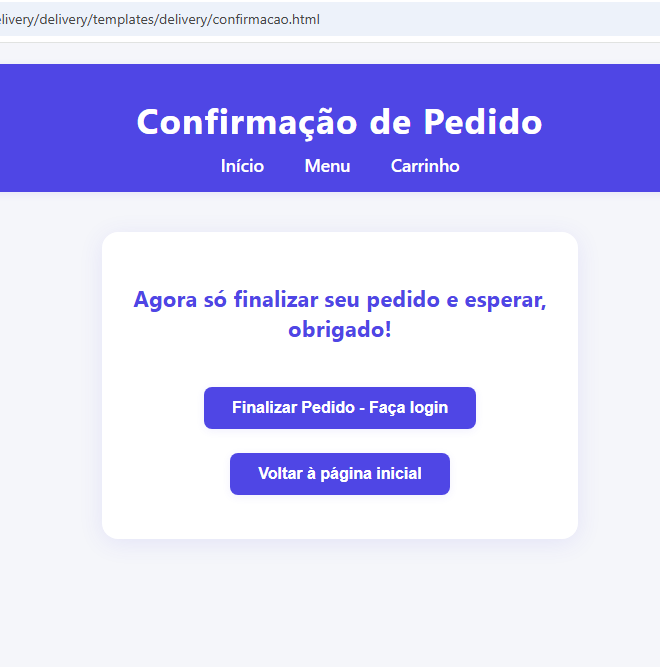 elivery/delivery/templates/delivery/confirmacao.html
Confirmação de Pedido
Início Menu Carrinho
Agora só finalizar seu pedido e esperar,
obrigado!
Finalizar Pedido - Faça login
Voltar à página inicial